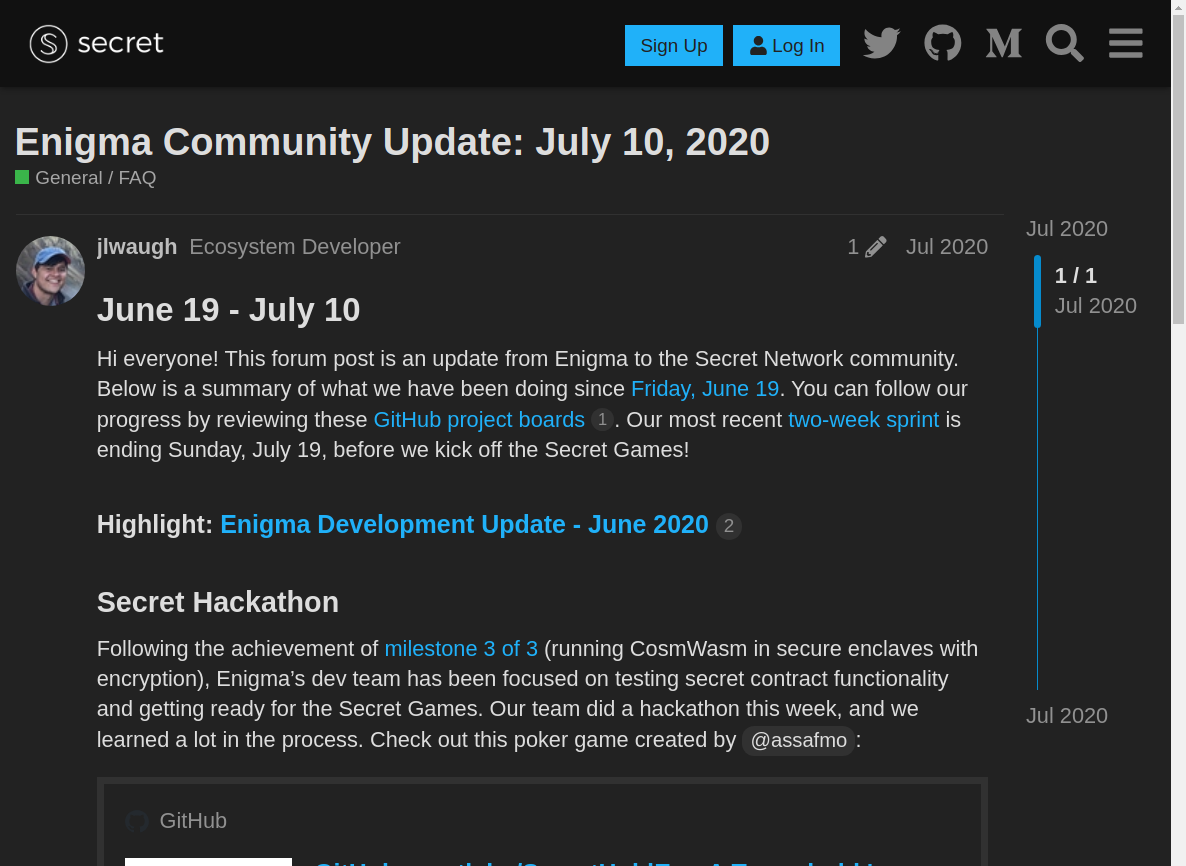 secret
Sign Up
Log In
Enigma Community Update: July 10, 2020
General / FAQ
jlwaugh Ecosystem Developer
1
Jul 2020
June 19 - July 10
Hi everyone! This forum post is an update from Enigma to the Secret Network community.
Below is a summary of what we have been doing since Friday, June 19. You can follow our
progress by reviewing these GitHub project boards 1. Our most recent two-week sprint is
ending Sunday, July 19, before we kick off the Secret Games!
Highlight: Enigma Development Update - June 2020 2
Secret Hackathon
Following the achievement of milestone 3 of 3 (running CosmWasm in secure enclaves with
encryption), Enigma’s dev team has been focused on testing secret contract functionality
and getting ready for the Secret Games. Our team did a hackathon this week, and we
learned a lot in the process. Check out this poker game created by @assafmo:
GitHub
Jul 2020
1 / 1
Jul 2020
Jul 2020